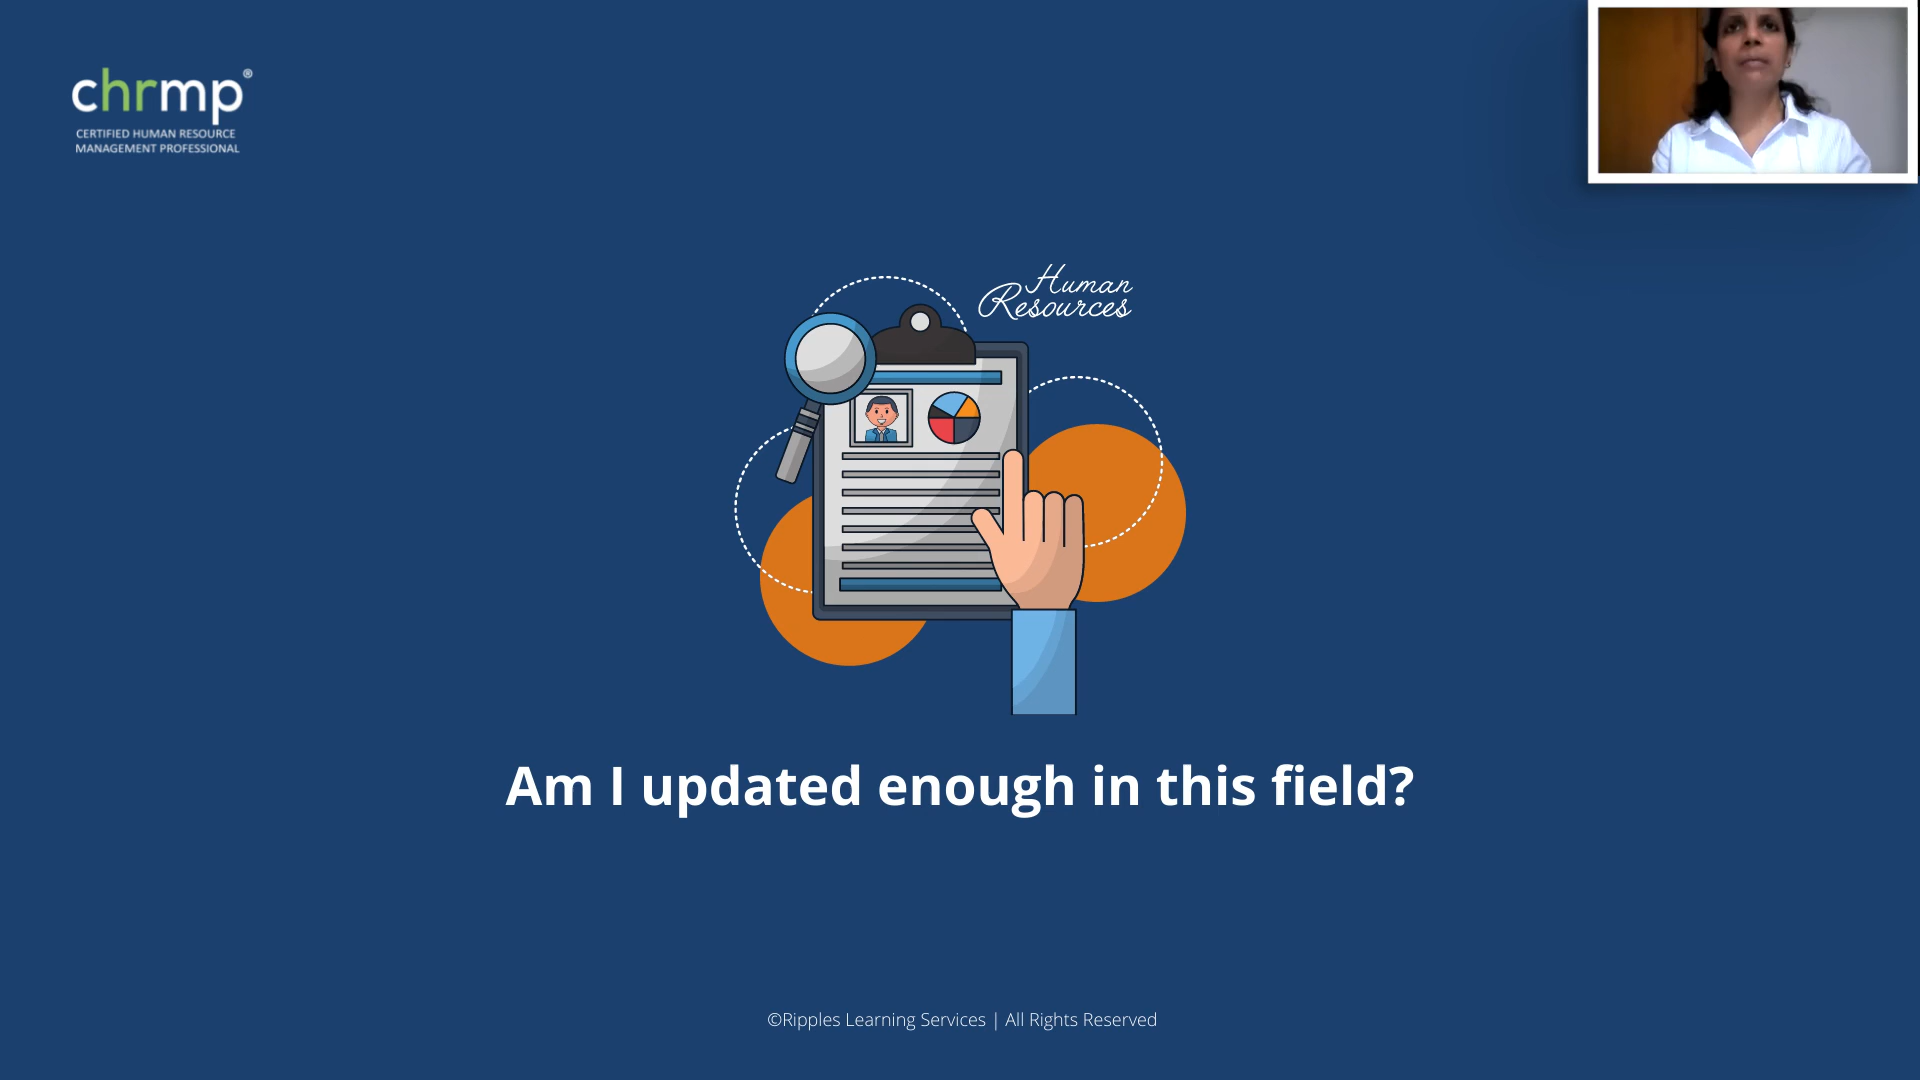 chrmp®
CERTIFIED HUMAN RESOURCE
MANAGEMENT PROFESSIONAL
Human
Resources
Am I updated enough in this field?
©Ripples Learning Services | All Rights Reserved